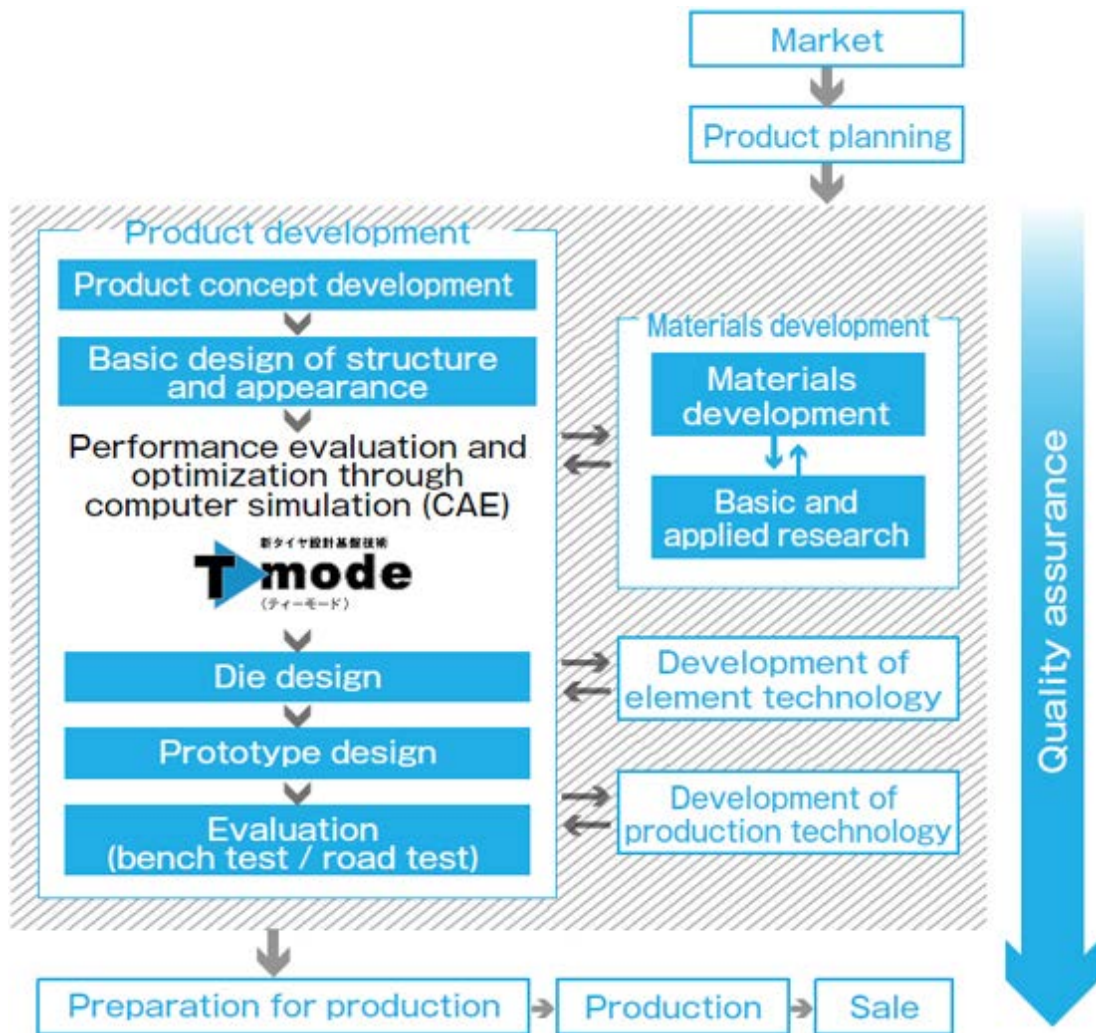 Market
Product planning
Product development
Product concept development
Basic design of structure
and appearance
Performance evaluation and
optimization through
computer simulation (CAE)
新タイヤ設計基盤技術
T mode
(ティーモード)
Die design
Prototype design
Evaluation
(bench test / road test)
Materials development
Materials
development
Basic and
applied research
Development of
element technology
Development of
production technology
Quality assurance
Preparation for production
Production
Sale